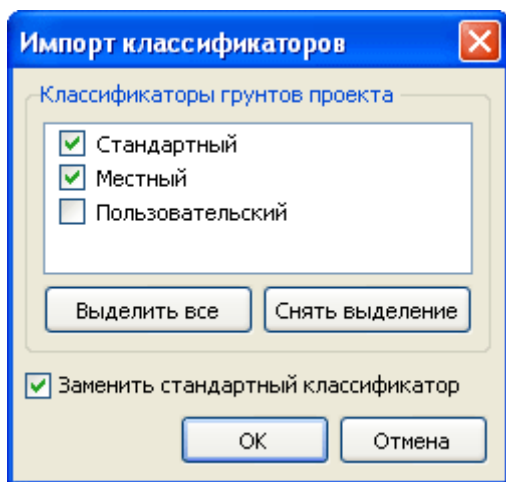 Импорт классификаторов
Классификаторы грунтов проекта
Стандартный
Местный
Пользовательский
Выделить все Снять выделение
Заменить стандартный классификатор
OK Отмена